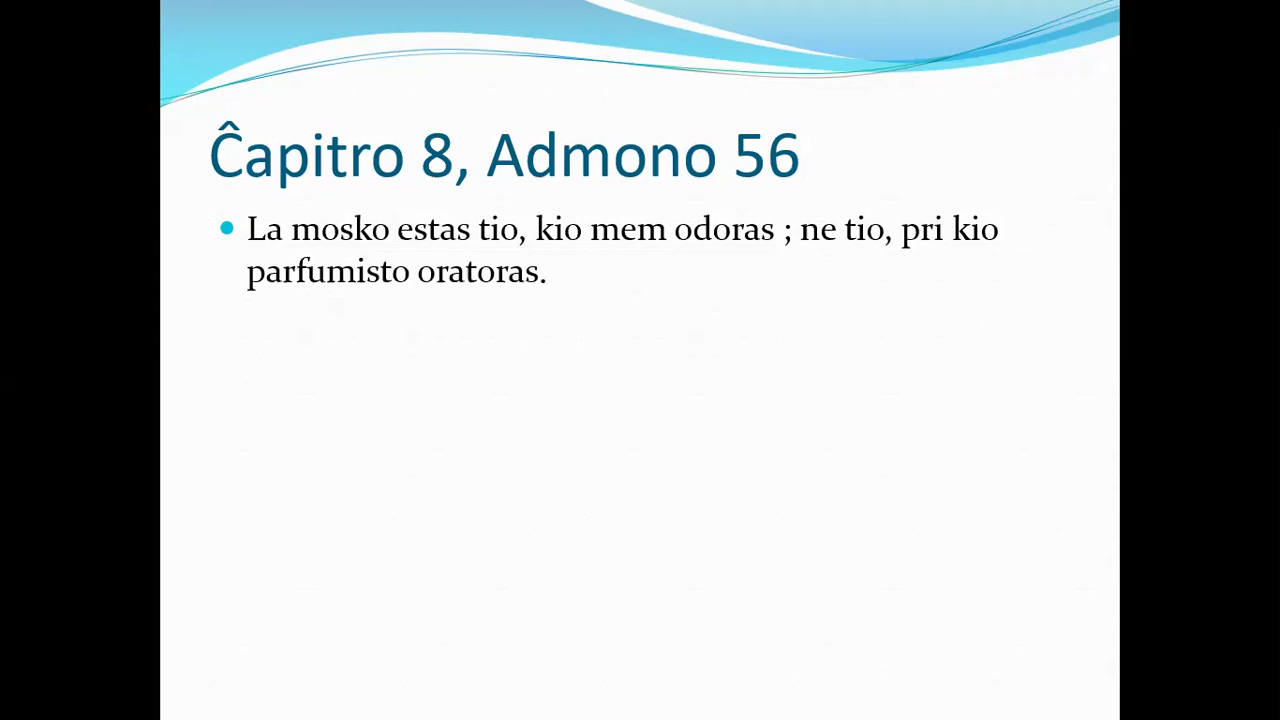 Ĉapitro 8, Admono 56
• La mosko estas tio, kio mem odoras ; ne tio, pri kio
parfumisto oratoras.